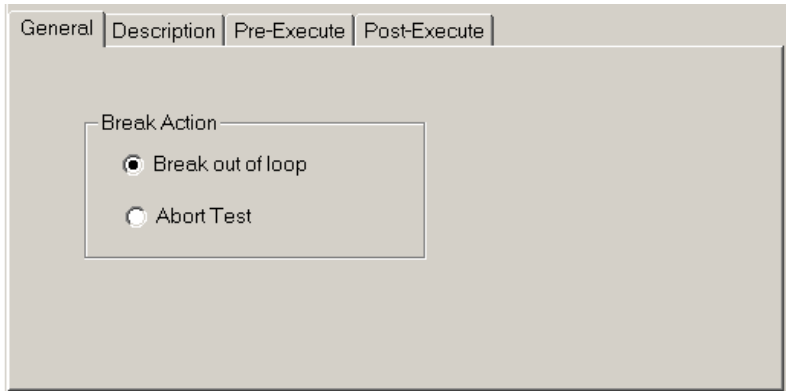 General Description Pre-Execute Post-Execute
Break Action
Break out of loop
Abort Test